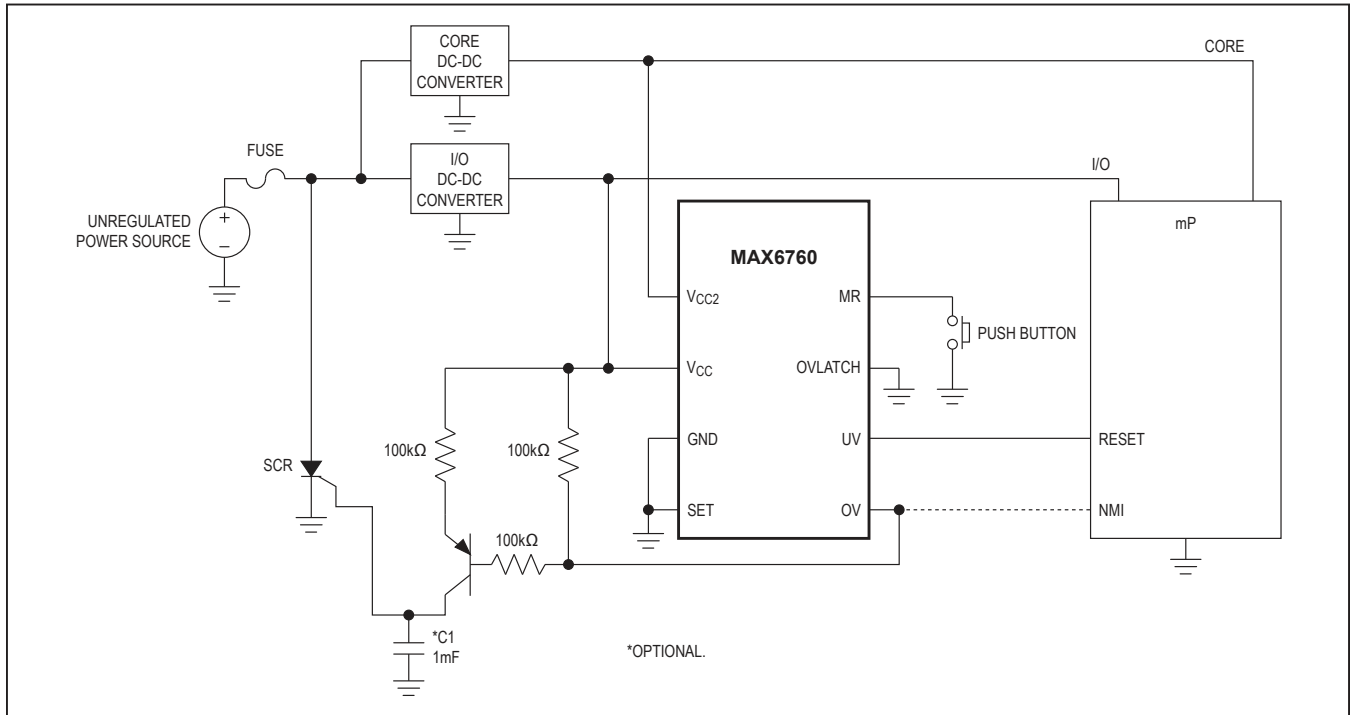 CORE
DC-DC
CONVERTER
CORE
FUSE
I/O
DC-DC
CONVERTER
I/O
UNREGULATED
POWER SOURCE
+
−
MAX6760
mP
VCC2
MR
PUSH BUTTON
VCC
OVLATCH
100kΩ
100kΩ
GND
UV
RESET
SCR
SET
OV
NMI
100kΩ
*C1
1mF
*OPTIONAL.